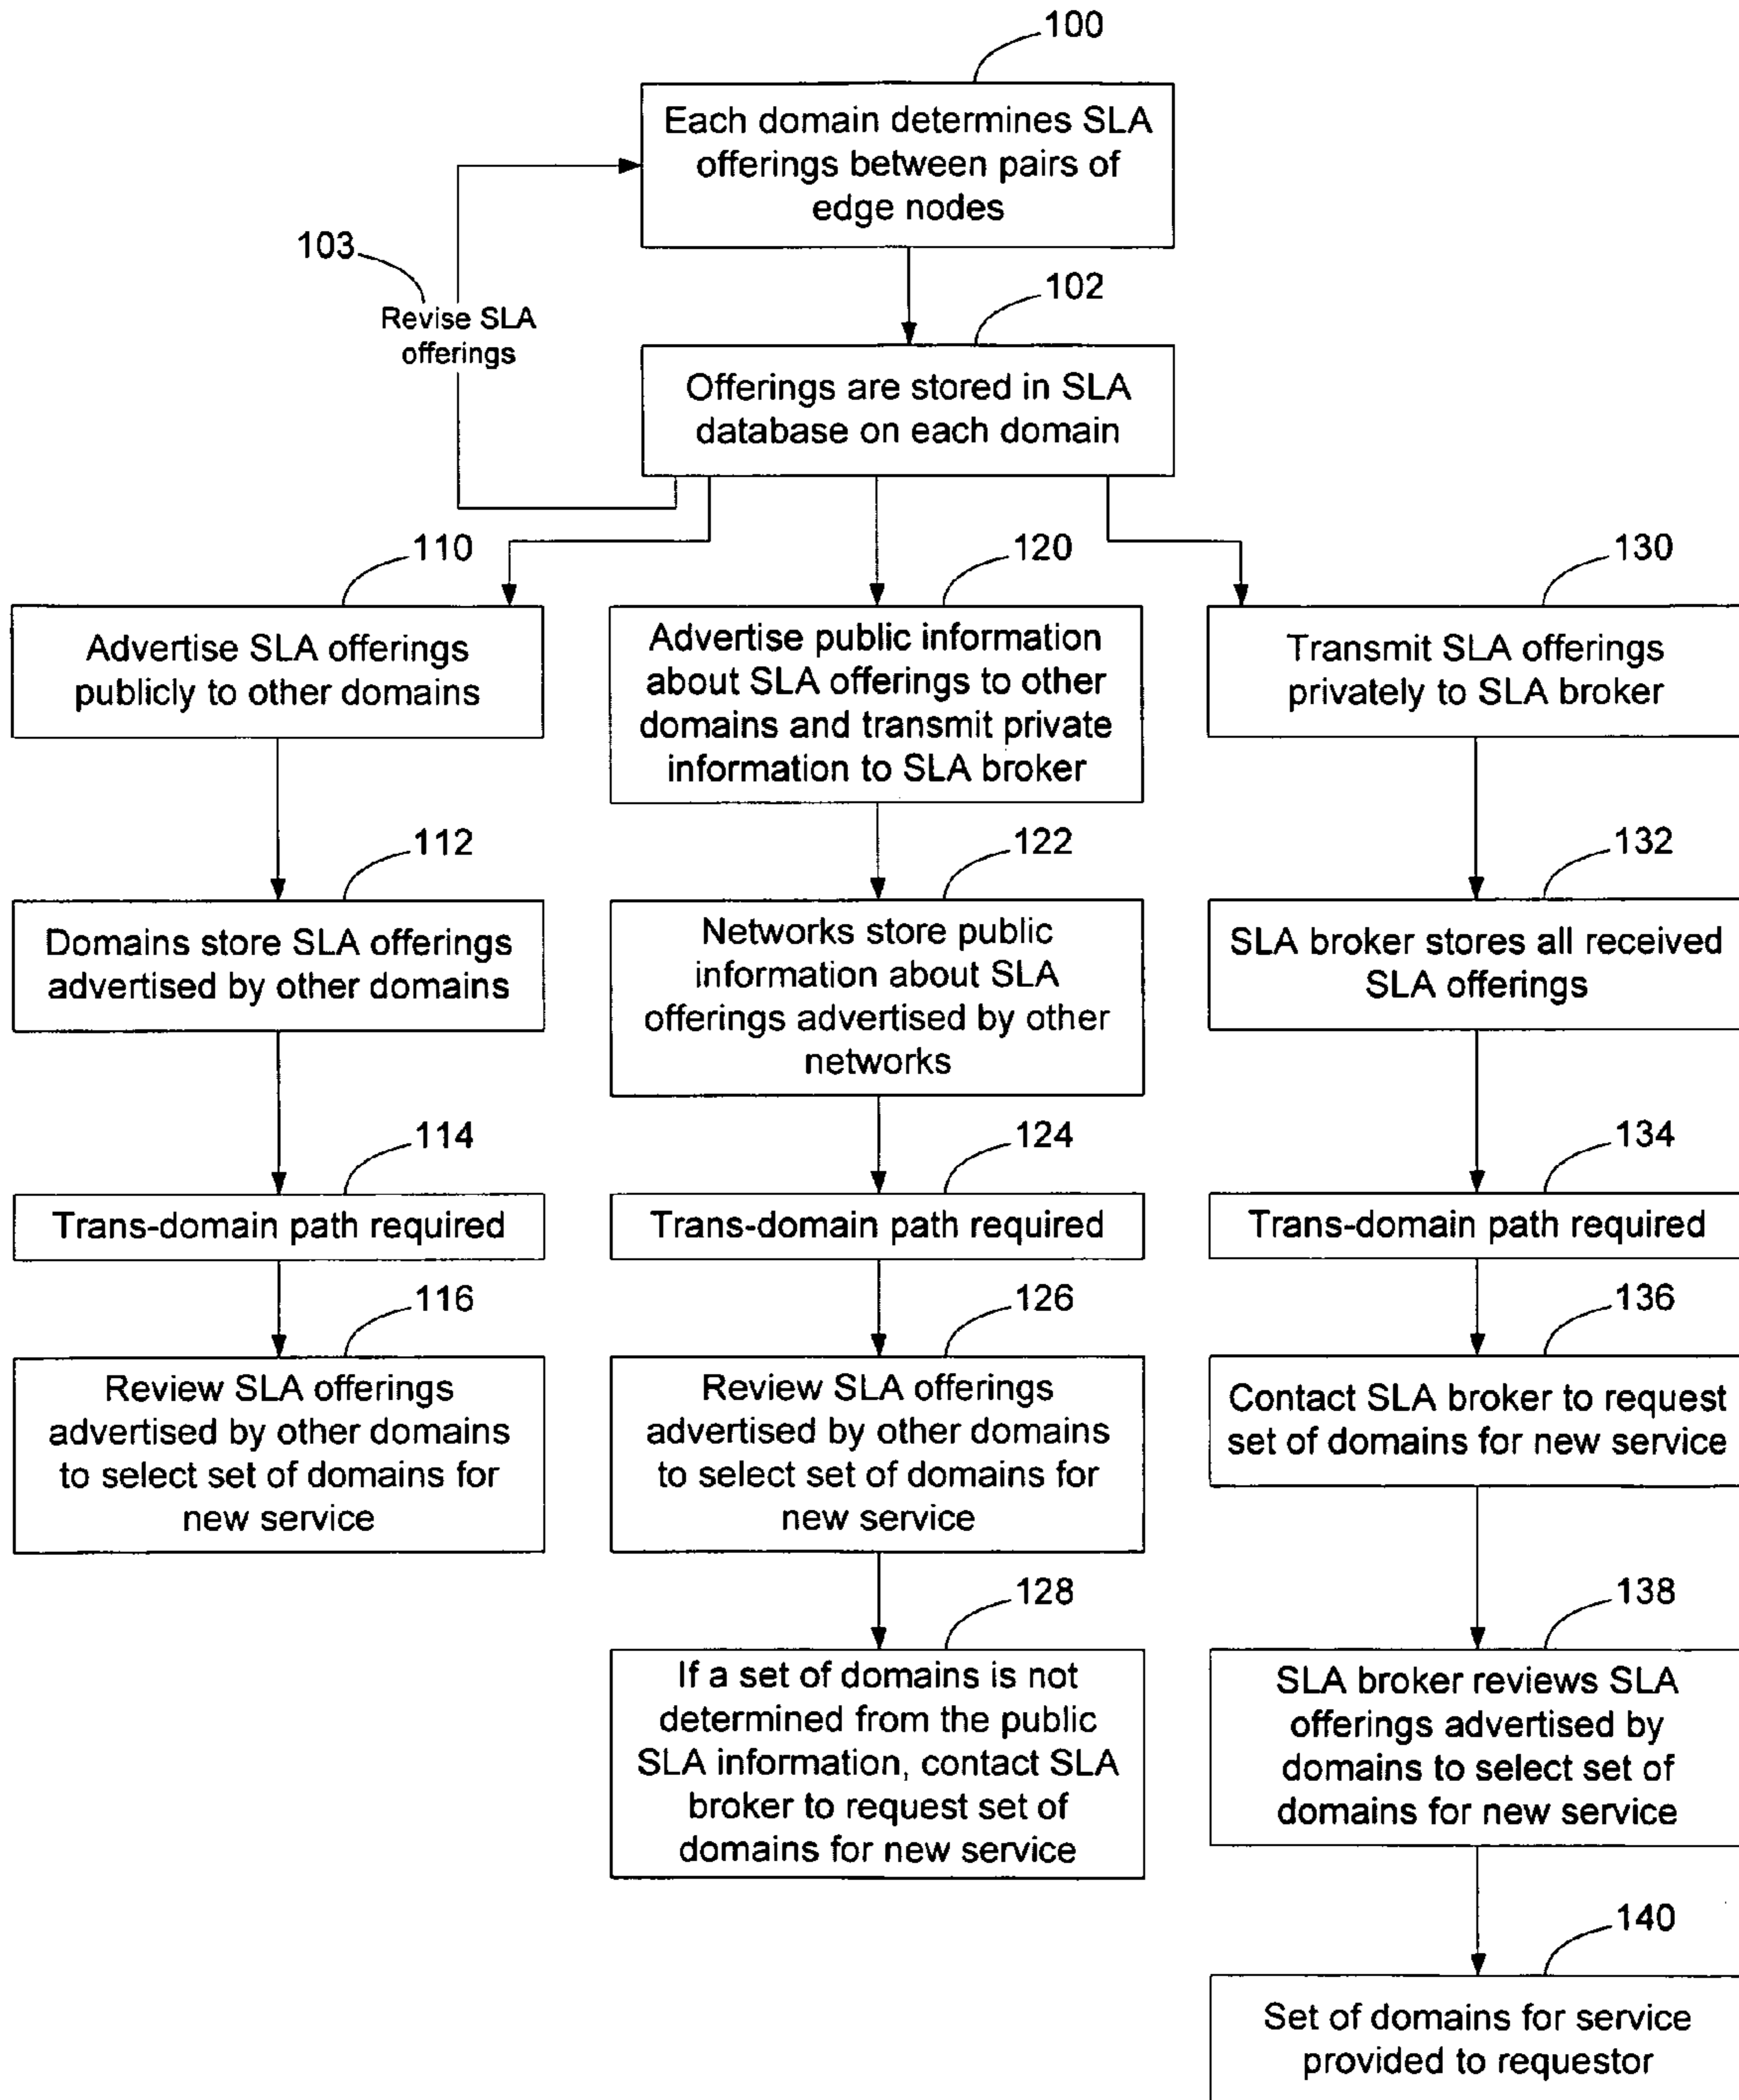 100
Each domain determines SLA
offerings between pairs of
edge nodes
103
Revise SLA
offerings
102
Offerings are stored in SLA
database on each domain
110
Advertise SLA offerings
publicly to other domains
112
Domains store SLA offerings
advertised by other domains
114
Trans-domain path required
116
Review SLA offerings
advertised by other domains
to select set of domains for
new service
120
Advertise public information
about SLA offerings to other
domains and transmit private
information to SLA broker
122
Networks store public
information about SLA
offerings advertised by other
networks
124
Trans-domain path required
126
Review SLA offerings
advertised by other domains
to select set of domains for
new service
128
If a set of domains is not
determined from the public
SLA information, contact SLA
broker to request set of
domains for new service
130
Transmit SLA offerings
privately to SLA broker
132
SLA broker stores all received
SLA offerings
134
Trans-domain path required
136
Contact SLA broker to request
set of domains for new service
138
SLA broker reviews SLA
offerings advertised by
domains to select set of
domains for new service
140
Set of domains for service
provided to requestor